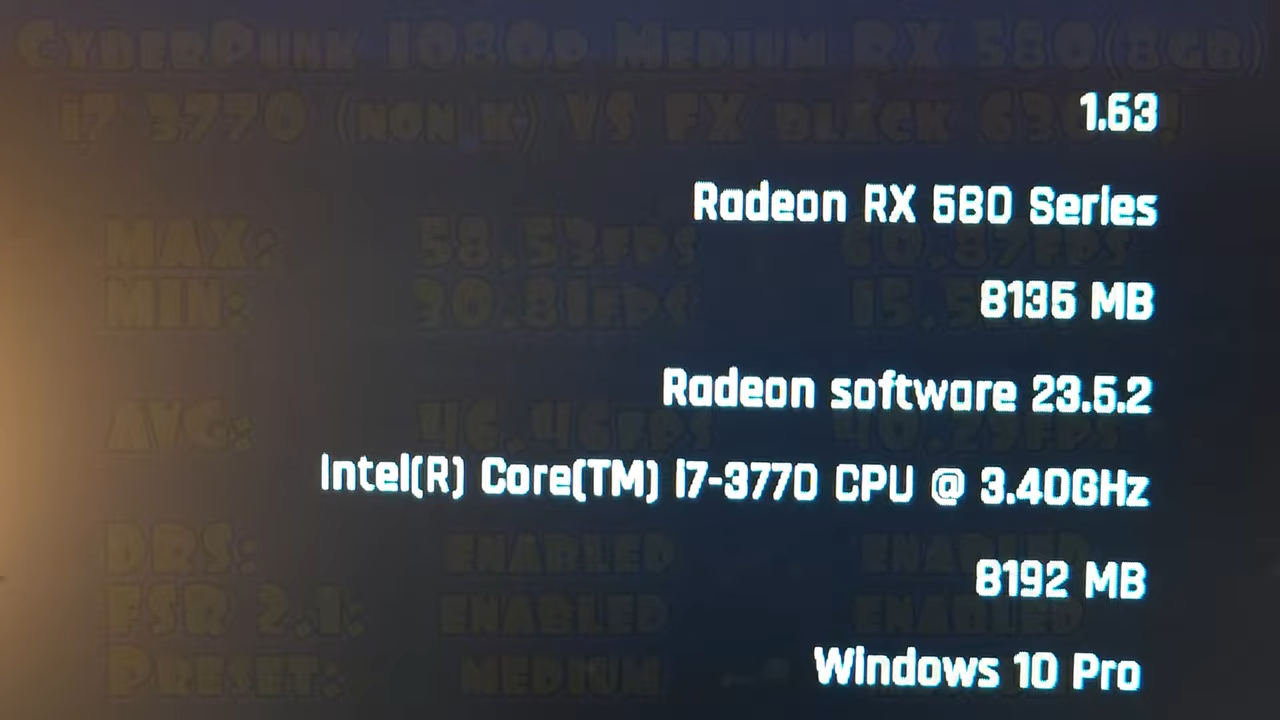 CyberPunk 1080p Medium RX 580(8gb)
i7 3770 (non K) VS FX black 63
1.63
Radeon RX 580 Series
MAX: 58.53fps 60.87fps
8135 MB
MIN: 30.81fps
Radeon software 23.5.2
AVG: 46.46fps 40.29fps
Intel(R) Core(TM) i7-3770 CPU @ 3.40GHz
DRS: ENABLED ENABLED
8192 MB
FSR 2.1: ENABLED ENABLED
Windows 10 Pro
Preset: MEDIUM